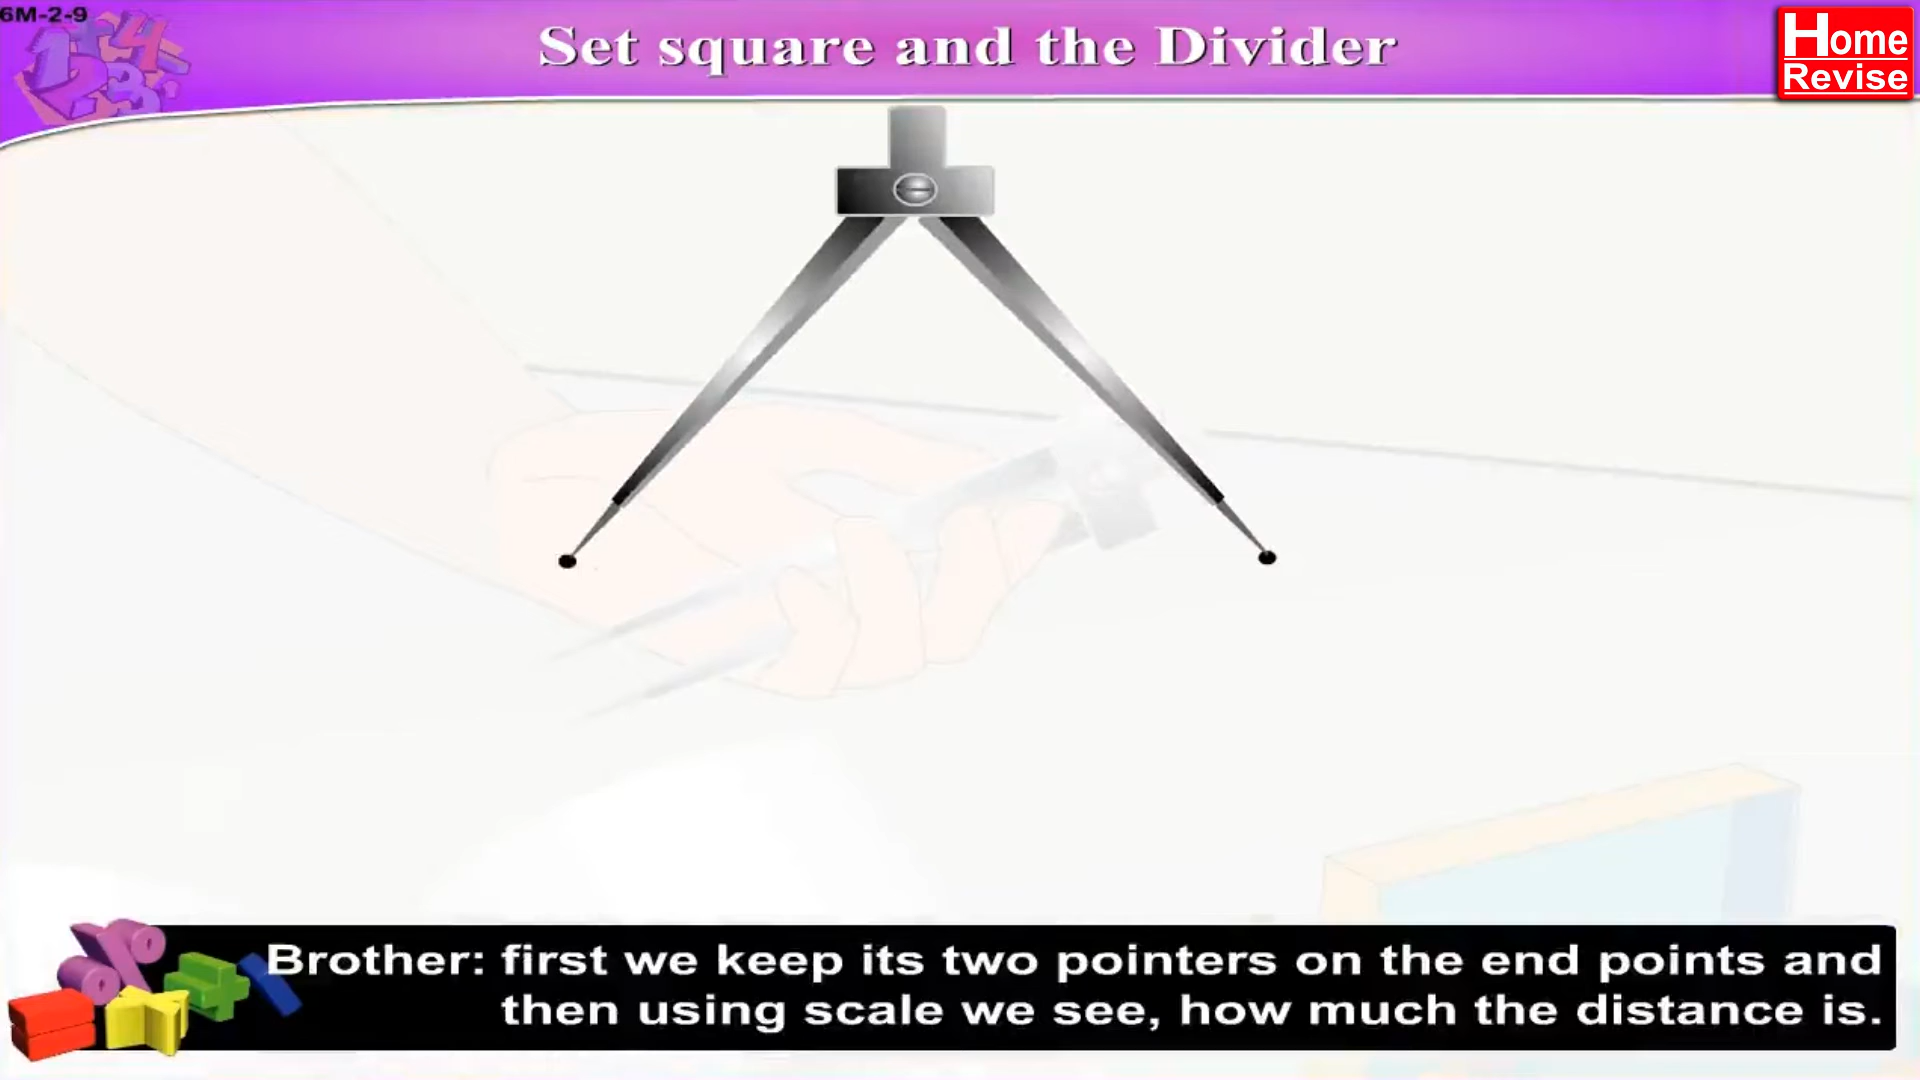 6M-2-9
Set square and the Divider
Home
Revise
Brother: first we keep its two pointers on the end points and
then using scale we see, how much the distance is.